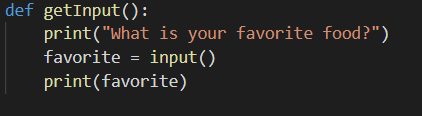 def getInput():
    print("What is your favorite food?")
    favorite = input()
    print(favorite)